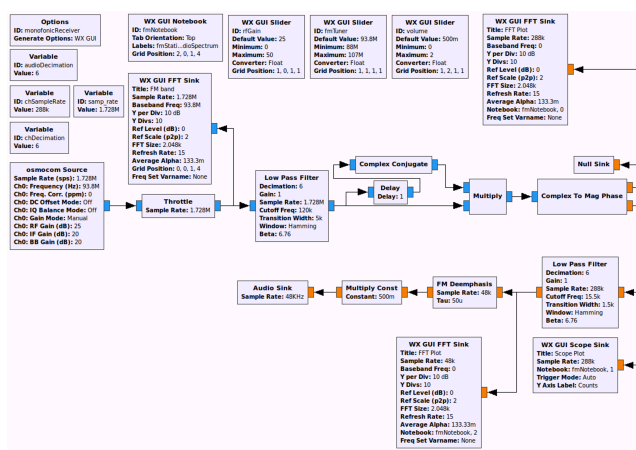 Options
ID: monofonicReceiver
Generate Options: WX GUI
Variable
ID: audioDecimation
Value: 6
Variable
ID: chSampleRate
Value: 288k
Variable
ID: samp_rate
Value: 1.728M
Variable
ID: chDecimation
Value: 6
WX GUI Notebook
ID: fmNotebook
Tab Orientation: Top
Labels: fmStati...dioSpectrum
Grid Position: 2, 0, 1, 4
WX GUI Slider
ID: rfGain
Default Value: 25
Minimum: 0
Maximum: 50
Converter: Float
Grid Position: 1, 0, 1, 1
WX GUI Slider
ID: fmTuner
Default Value: 93.8M
Minimum: 88M
Maximum: 107M
Converter: Float
Grid Position: 1, 1, 1, 1
WX GUI Slider
ID: volume
Default Value: 500m
Minimum: 0
Maximum: 2
Converter: Float
Grid Position: 1, 2, 1, 1
WX GUI FFT Sink
Title: FFT Plot
Sample Rate: 288k
Baseband Freq: 0
Y per Div: 10 dB
Y Divs: 10
Ref Level (dB): 0
Ref Scale (p2p): 2
FFT Size: 2.048k
Refresh Rate: 15
Average Alpha: 133.3m
Notebook: fmNotebook, 0
Freq Set Varname: None
WX GUI FFT Sink
Title: FM band
Sample Rate: 1.728M
Baseband Freq: 93.8M
Y per Div: 10 dB
Y Divs: 10
Ref Level (dB): 0
Ref Scale (p2p): 2
FFT Size: 2.048k
Refresh Rate: 15
Average Alpha: 133.3m
Freq Set Varname: None
osmocom Source
Sample Rate (sps): 1.728M
Ch0: Frequency (Hz): 93.8M
Ch0: Freq. Corr. (ppm): 0
Ch0: DC Offset Mode: Off
Ch0: IQ Balance Mode: Off
Ch0: Gain Mode: Manual
Ch0: RF Gain (dB): 25
Ch0: IF Gain (dB): 20
Ch0: BB Gain (dB): 20
Throttle
Sample Rate: 1.728M
Low Pass Filter
Decimation: 6
Gain: 1
Sample Rate: 1.728M
Cutoff Freq: 120k
Transition Width: 5k
Window: Hamming
Beta: 6.76
Complex Conjugate
Delay
Delay: 1
Multiply
Complex To Mag Phase
Null Sink
Audio Sink
Sample Rate: 48KHz
Multiply Const
Constant: 500m
FM Deemphasis
Sample Rate: 48k
Tau: 50u
Low Pass Filter
Decimation: 6
Gain: 1
Sample Rate: 288k
Cutoff Freq: 15.5k
Transition Width: 1.5k
Window: Hamming
Beta: 6.76
WX GUI FFT Sink
Title: FFT Plot
Sample Rate: 48k
Baseband Freq: 0
Y per Div: 10 dB
Y Divs: 10
Ref Level (dB): 0
Ref Scale (p2p): 2
FFT Size: 2.048k
Refresh Rate: 15
Average Alpha: 133.33m
Notebook: fmNotebook, 2
Freq Set Varname: None
WX GUI Scope Sink
Title: Scope Plot
Sample Rate: 288k
Notebook: fmNotebook, 1
Trigger Mode: Auto
Y Axis Label: Counts